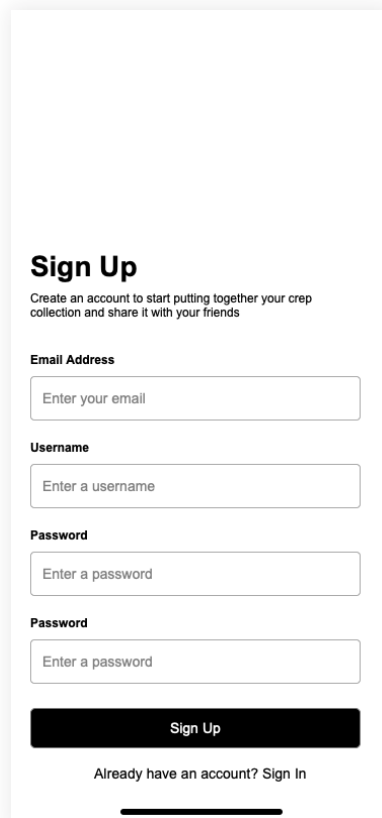 Sign Up
Create an account to start putting together your crep
collection and share it with your friends
Email Address
Enter your email
Username
Enter a username
Password
Enter a password
Password
Enter a password
Sign Up
Already have an account? Sign In